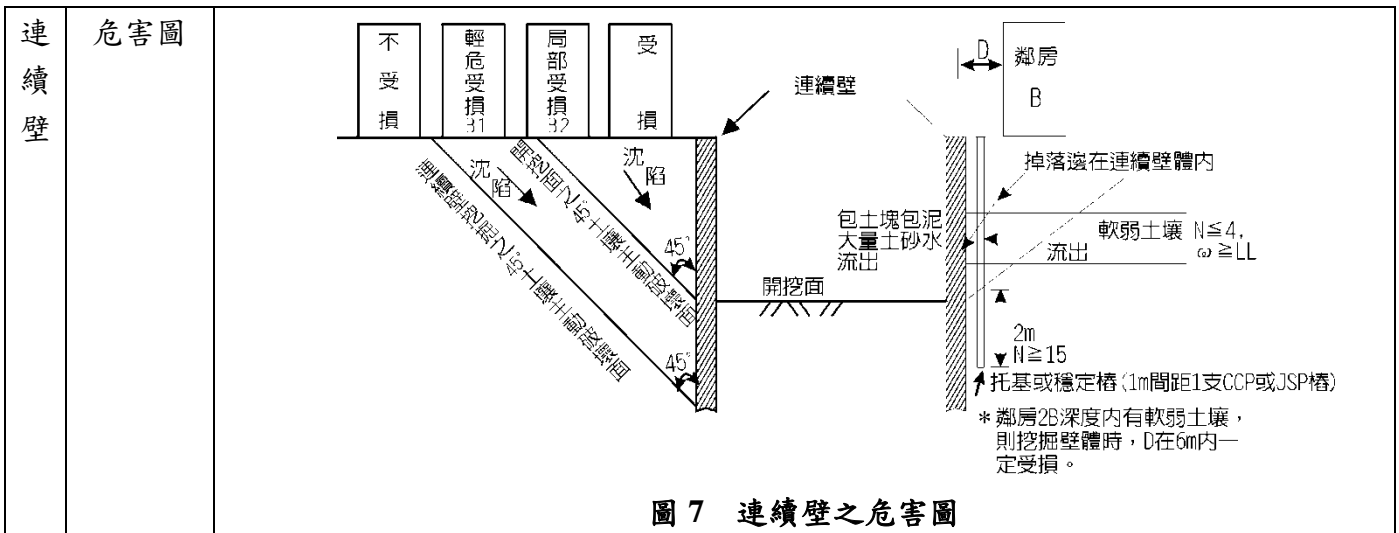 連續壁
危害圖
不受損
輕危受損B1
局部受損B2
受損
D
鄰房
B
連續壁
沈陷
沈陷
開挖面之45°土壤主動破壞面
連續壁挖掘之45°土壤主動破壞面
45°
45°
掉落邊在連續壁體內
包土塊包泥
大量土砂水
流出
軟弱土壤 N≦4,
流出 ω≧LL
開挖面
2m
N≧15
托基或穩定樁(1m間距1支CCP或JSP樁)
*鄰房2B深度內有軟弱土壤,
則挖掘壁體時,D在6m內一
定受損。
圖 7 連續壁之危害圖